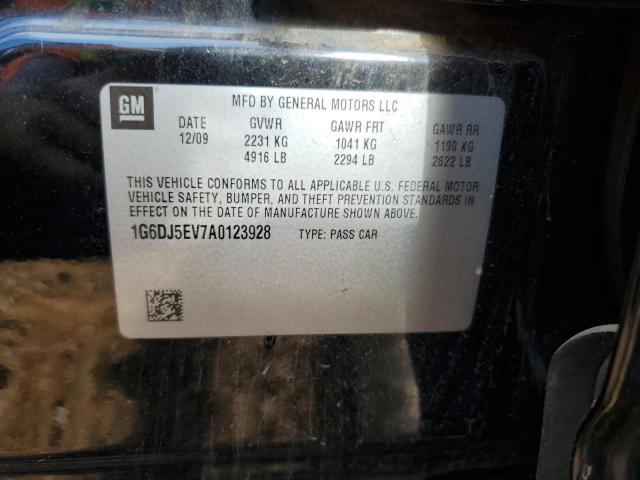 GM
MFD BY GENERAL MOTORS LLC
DATE GVWR GAWR FRT GAWR RR
12/09 2231 KG 1041 KG 1190 KG
4916 LB 2294 LB 2622 LB
THIS VEHICLE CONFORMS TO ALL APPLICABLE U.S. FEDERAL MOTOR
VEHICLE SAFETY, BUMPER, AND THEFT PREVENTION STANDARDS IN
EFFECT ON THE DATE OF MANUFACTURE SHOWN ABOVE.
1G6DJ5EV7A0123928 TYPE: PASS CAR